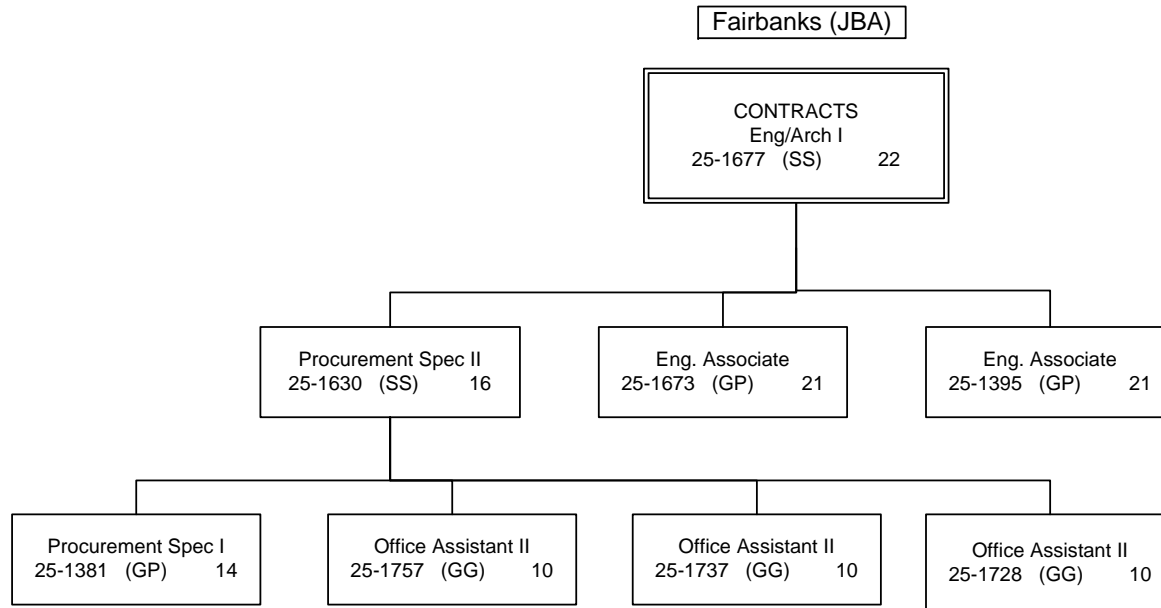 Fairbanks (JBA)
CONTRACTS
Eng/Arch I
25-1677 (SS) 22
Procurement Spec II
25-1630 (SS) 16
Eng. Associate
25-1673 (GP) 21
Eng. Associate
25-1395 (GP) 21
Procurement Spec I
25-1381 (GP) 14
Office Assistant II
25-1757 (GG) 10
Office Assistant II
25-1737 (GG) 10
Office Assistant II
25-1728 (GG) 10